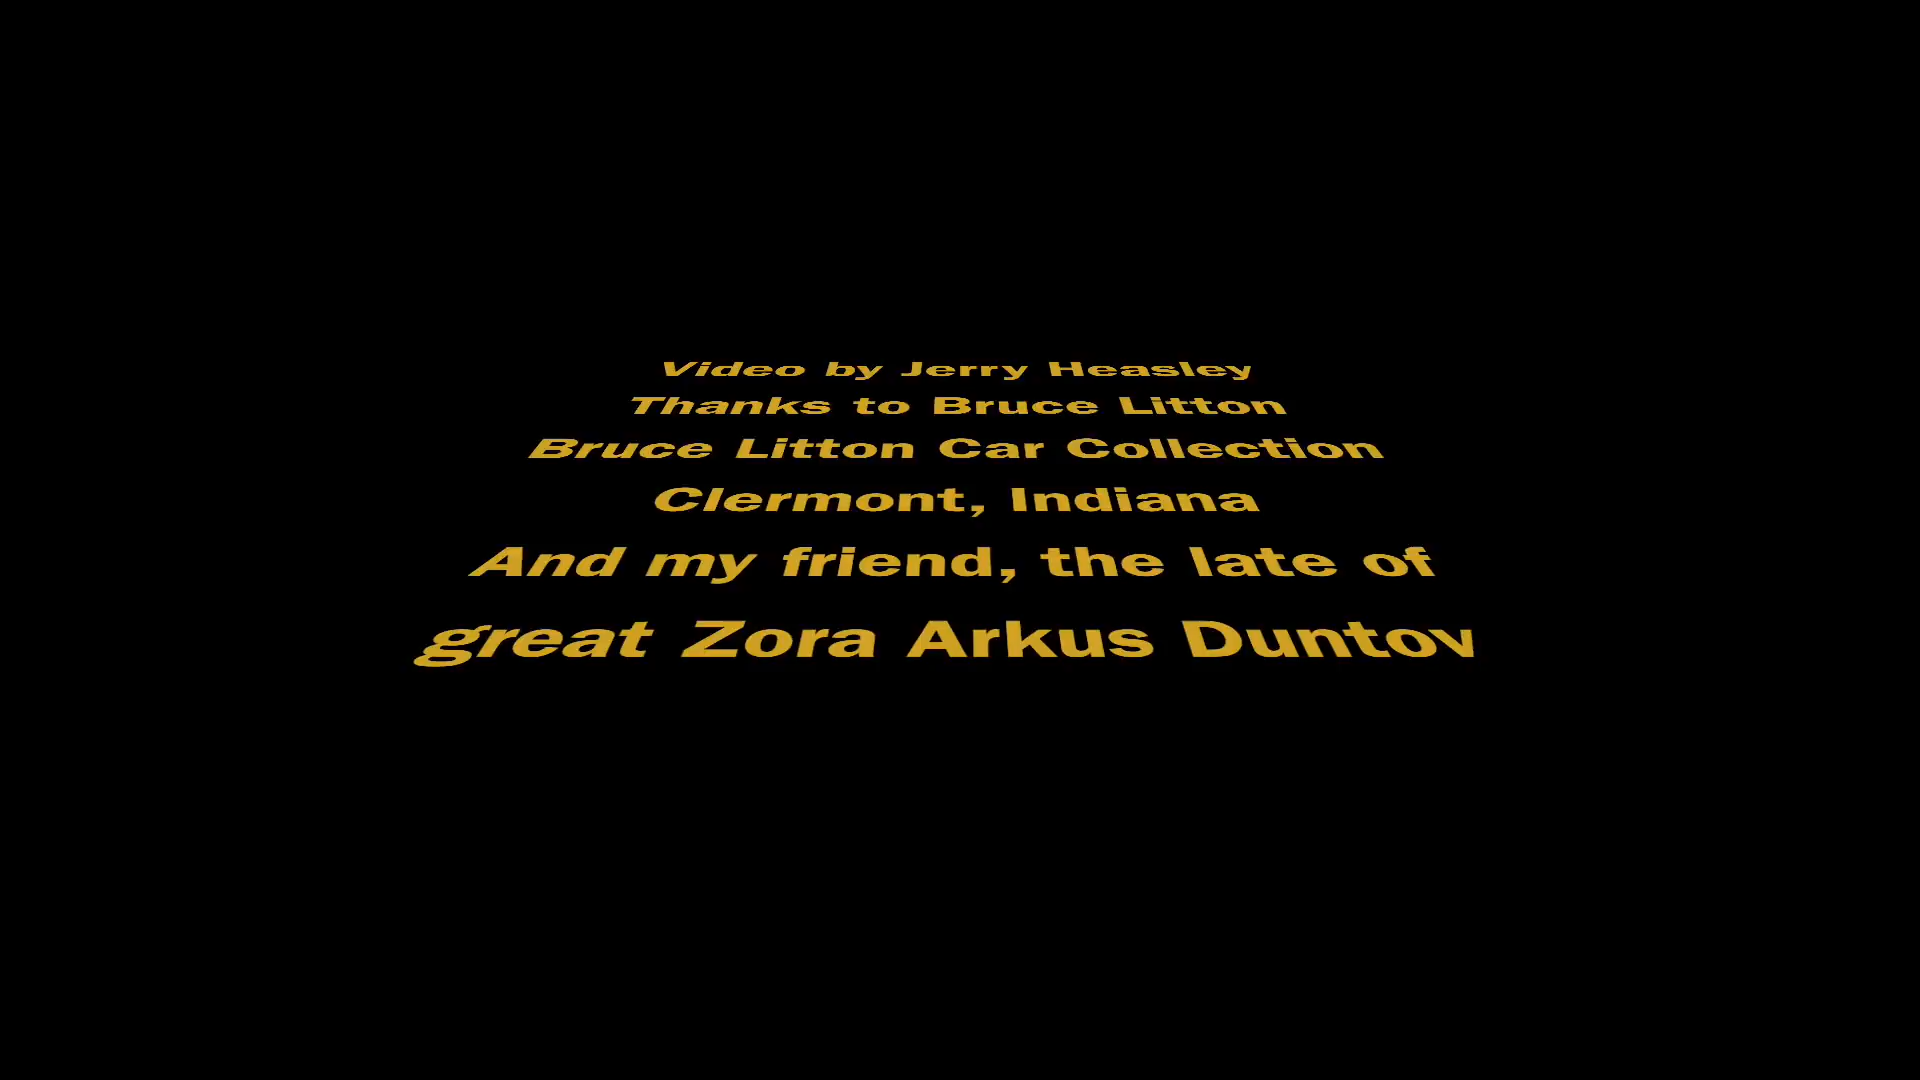 Video by Jerry Heasley
Thanks to Bruce Litton
Bruce Litton Car Collection
Clermont, Indiana
And my friend, the late of
great Zora Arkus Duntov